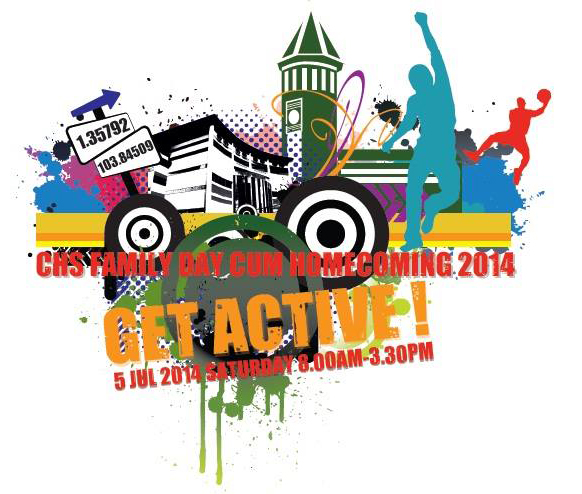 1.35792
103.84509
CHS FAMILY DAY CUM HOMECOMING 2014
GET ACTIVE !
5 JUL 2014 SATURDAY 8.00AM-3.30PM